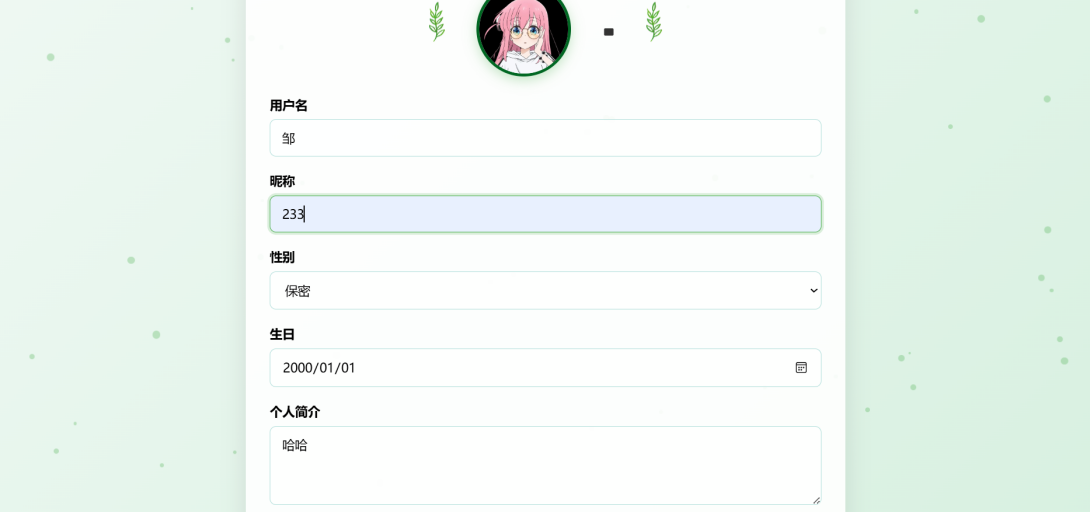 用户名
邹
昵称
233
性别
保密
生日
2000/01/01
个人简介
哈哈